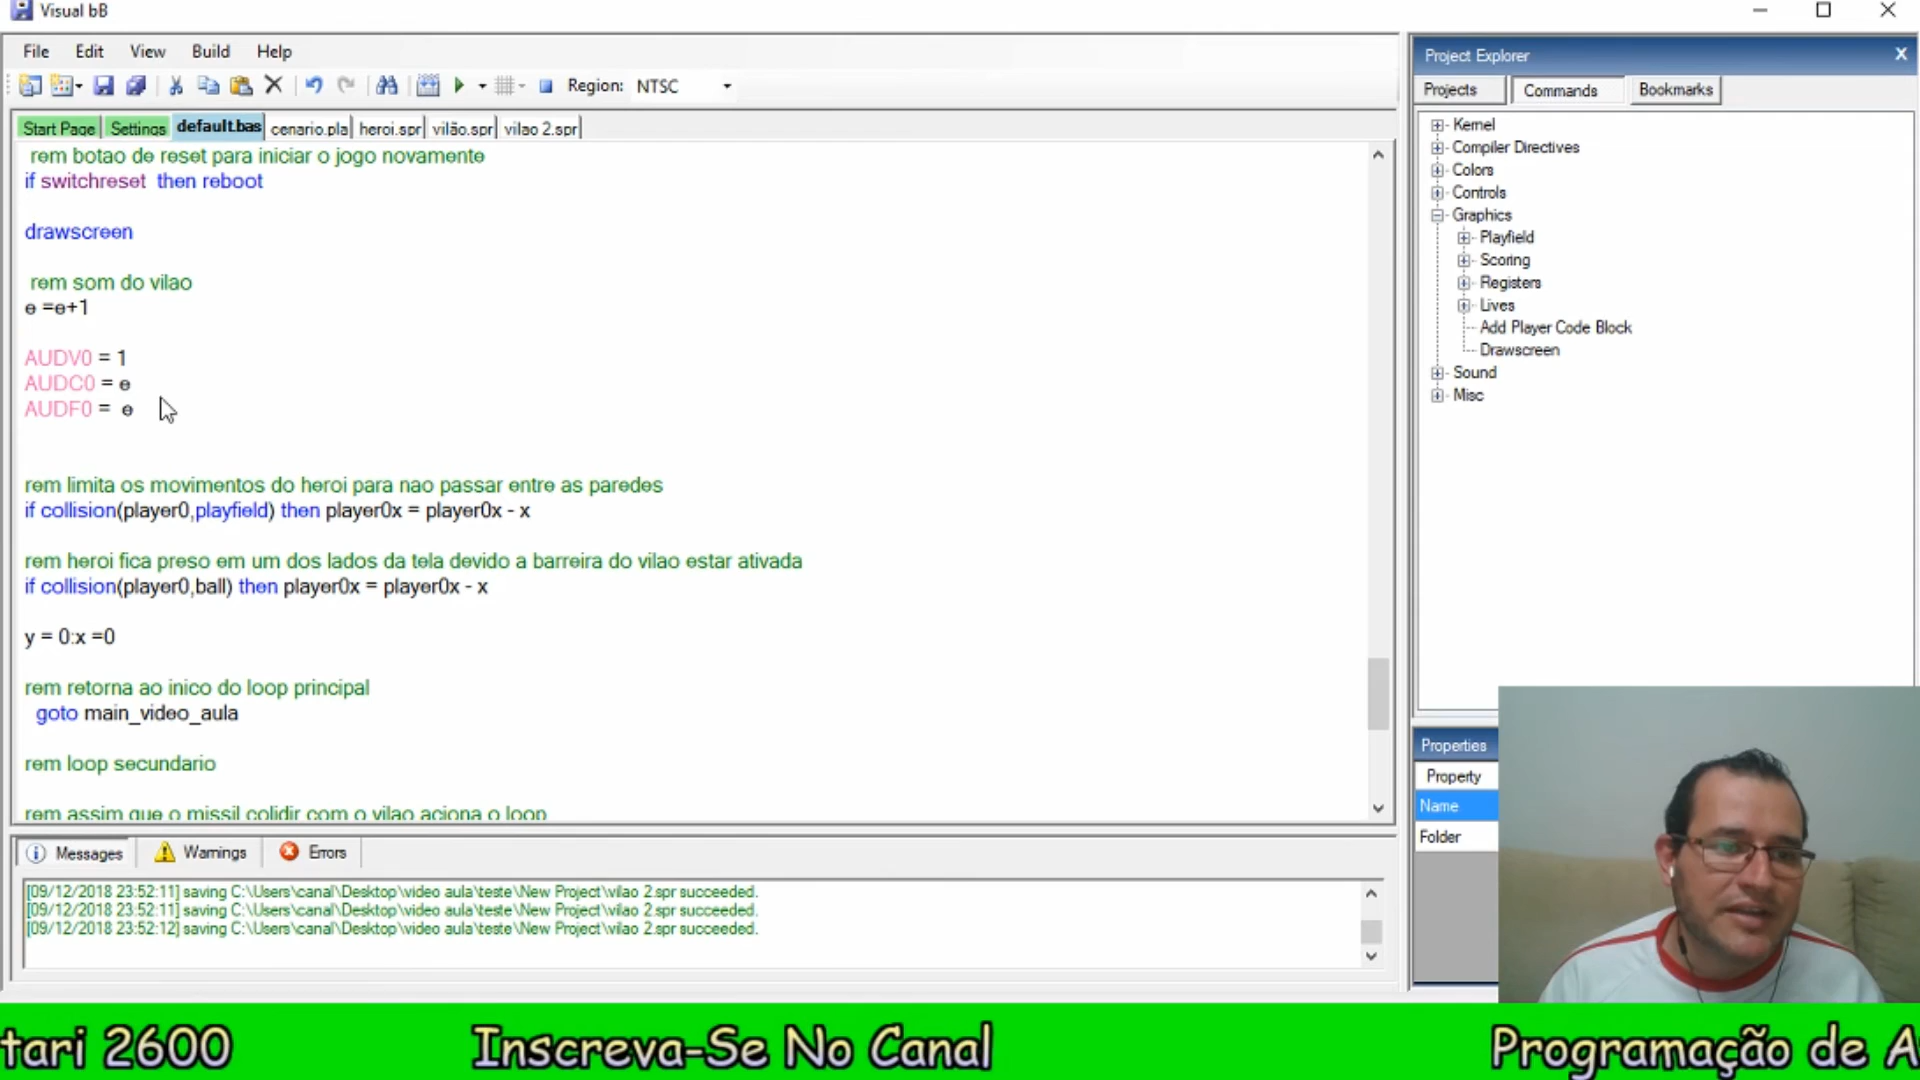 Visual bB
File Edit View Build Help
Region: NTSC
Start Page Settings default.bas cenario.pla heroi.spr vilão.spr vilao 2.spr
rem botao de reset para iniciar o jogo novamente
if switchreset then reboot
drawscreen
rem som do vilao
e =e+1
AUDV0 = 1
AUDC0 = e
AUDF0 = e
rem limita os movimentos do heroi para nao passar entre as paredes
if collision(player0,playfield) then player0x = player0x - x
rem heroi fica preso em um dos lados da tela devido a barreira do vilao estar ativada
if collision(player0,ball) then player0x = player0x - x
y = 0:x =0
rem retorna ao inico do loop principal
goto main_video_aula
rem loop secundario
rem assim que o missil colidir com o vilao aciona o loop
Messages Warnings Errors
[09/12/2018 23:52:11] saving C:\Users\canal\Desktop\video aula\teste\New Project\vilao 2.spr succeeded.
[09/12/2018 23:52:11] saving C:\Users\canal\Desktop\video aula\teste\New Project\vilao 2.spr succeeded.
[09/12/2018 23:52:12] saving C:\Users\canal\Desktop\video aula\teste\New Project\vilao 2.spr succeeded.
Project Explorer
Projects Commands Bookmarks
Kernel
Compiler Directives
Colors
Controls
Graphics
Playfield
Scoring
Registers
Lives
Add Player Code Block
Drawscreen
Sound
Misc
Properties
Property
Name
Folder
tari 2600 Inscreva-Se No Canal Programação de A